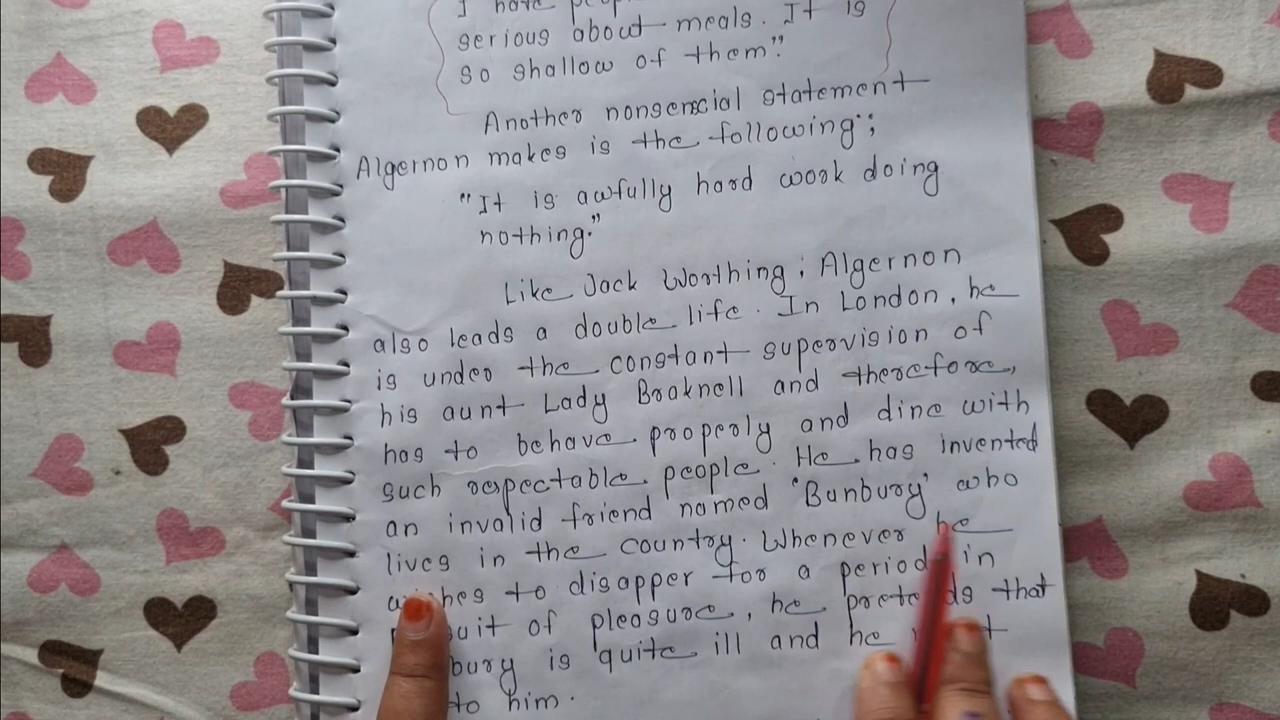 I have
serious about meals. It is
so shallow of them"
Another nonsenscial statement
Algernon makes is the following";
"It is awfully hard work doing
nothing."
Like Jack Worthing, Algernon
also leads a double life. In London, he
is under the constant supervision of
his aunt Lady Braknell and therefore,
has to behave properly and dine with
such respectable people. He has invented
an invalid friend named 'Bunbury' who
lives in the country. Whenever he
to disapper for a period in
of pleasure, he that
bury is quite ill and he
to him.